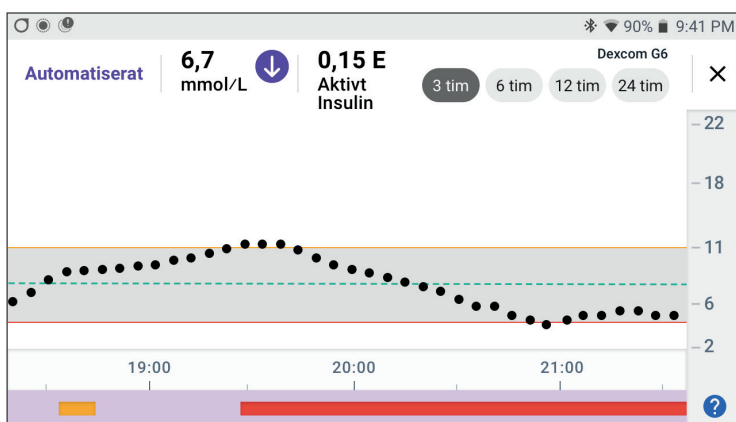 90% 9:41 PM
Dexcom G6
Automatiserat
6,7
mmol/L
0,15 E
Aktivt
Insulin
3 tim 6 tim 12 tim 24 tim
22
18
11
6
2
19:00 20:00 21:00
?